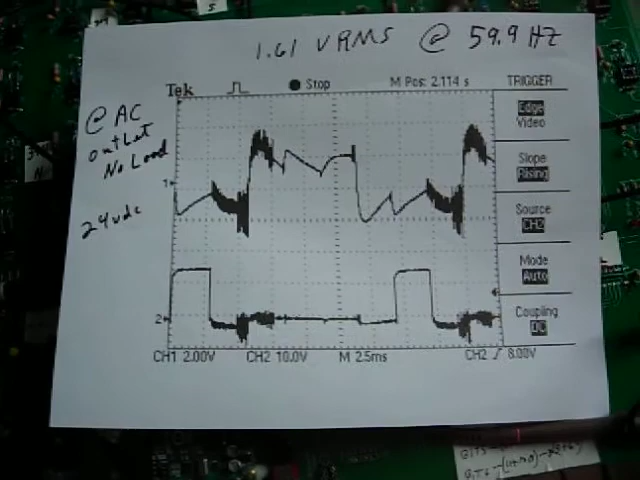 1.61 VRMS @ 59.9 HZ
Tek
Stop
M Pos: 2.114 s
TRIGGER
@ AC
outLet
No Load
24vdc
Edge
Video
Slope
Rising
Source
CH2
Mode
Auto
Coupling
DC
1
2
CH1 2.00V
CH2 10.0V
M 2.5ms
CH2
8.00V